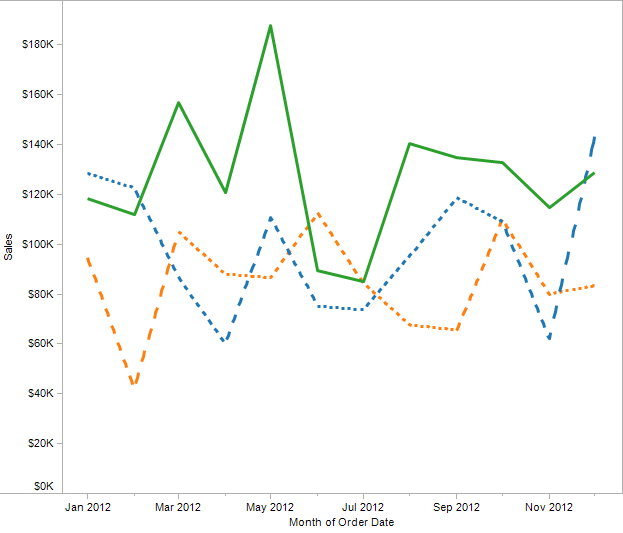 $180K
$160K
$140K
$120K
$100K
$80K
$60K
$40K
$20K
$0K
Sales
Jan 2012 Mar 2012 May 2012 Jul 2012 Sep 2012 Nov 2012
Month of Order Date